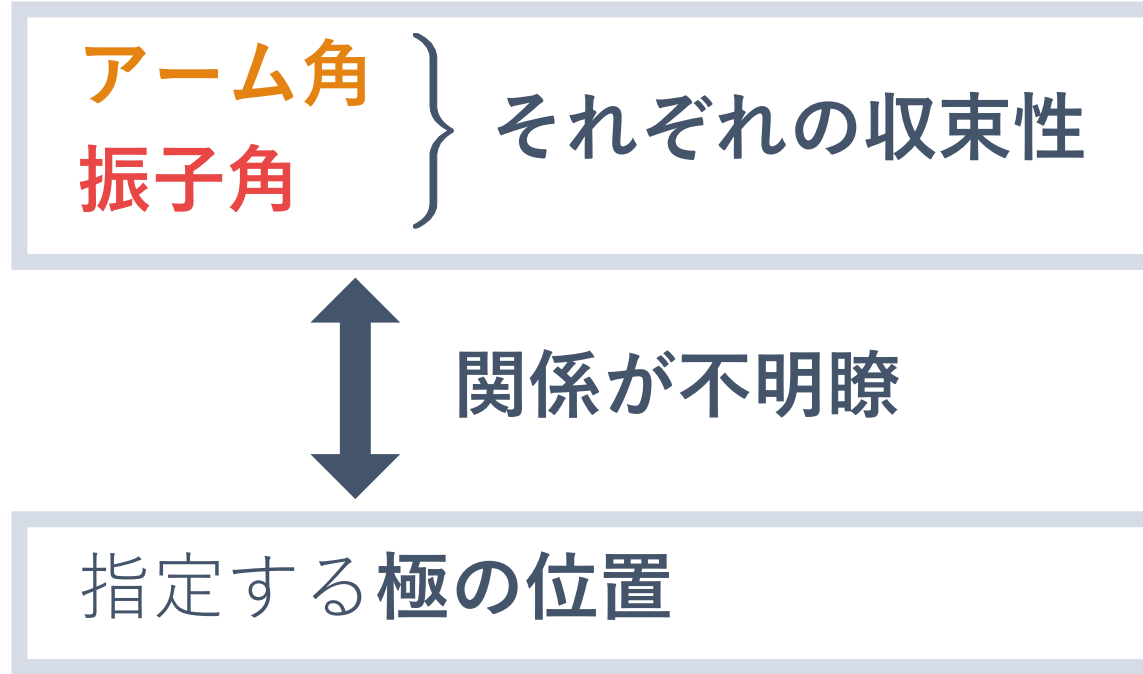 アーム角
振子角
それぞれの収束性
関係が不明瞭
指定する極の位置